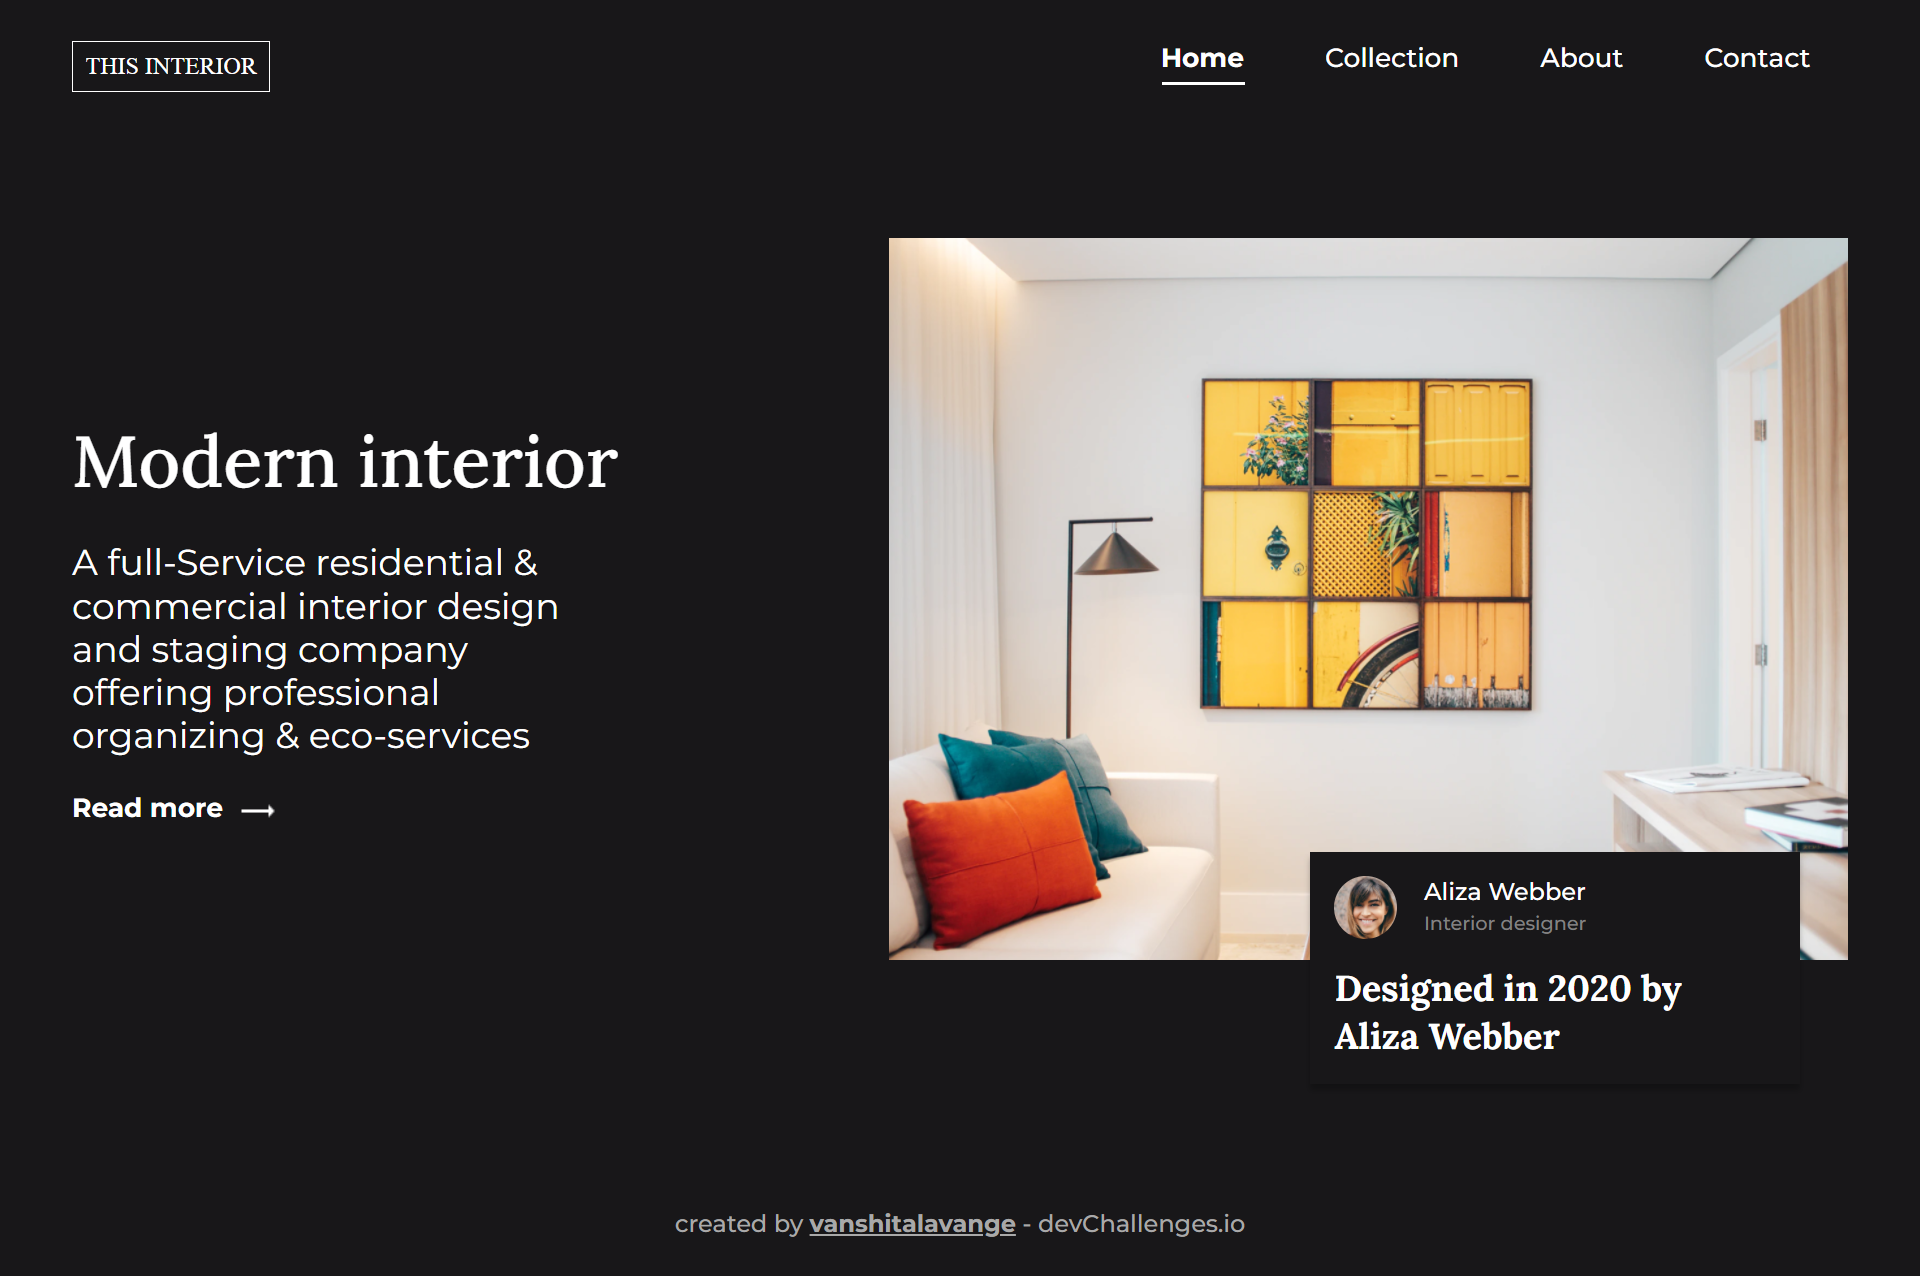 THIS INTERIOR
Home Collection About Contact
Modern interior
A full-Service residential &
commercial interior design
and staging company
offering professional
organizing & eco-services
Read more
Aliza Webber
Interior designer
Designed in 2020 by
Aliza Webber
created by vanshitalavange - devChallenges.io